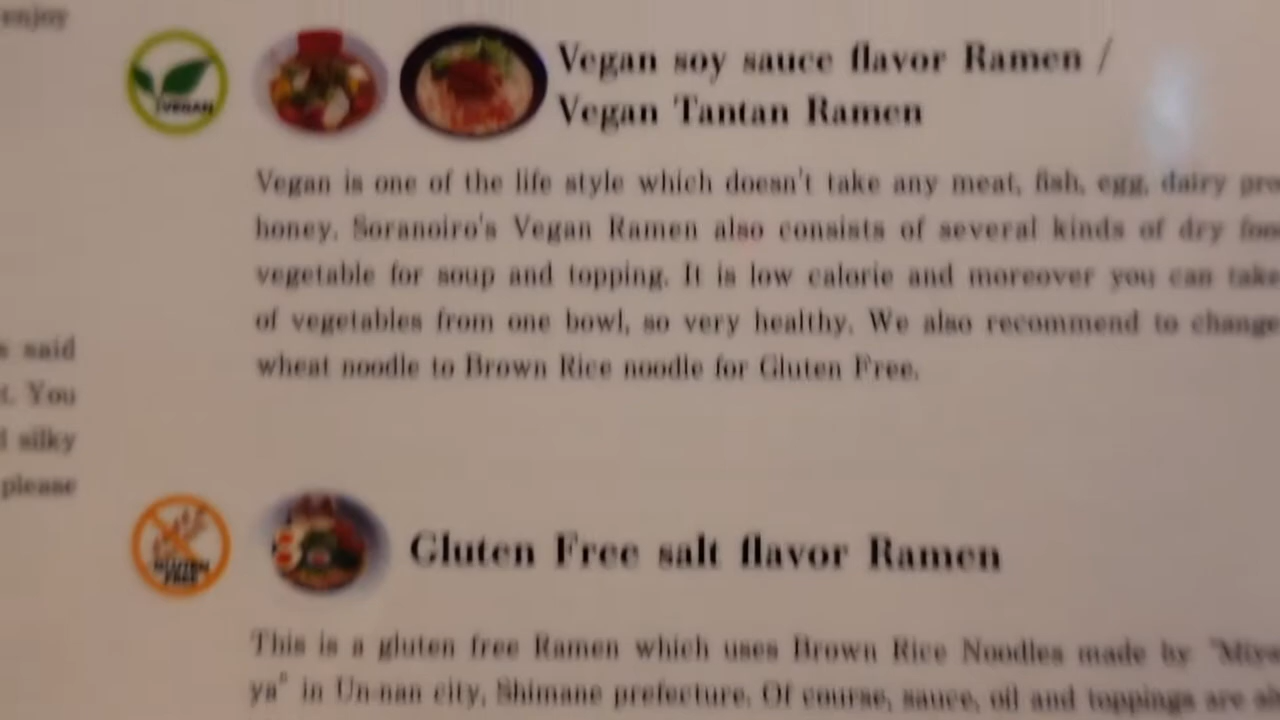 enjoy
VEGAN
Vegan soy sauce flavor Ramen /
Vegan Tantan Ramen
Vegan is one of the life style which doesn't take any meat, fish, egg, dairy
honey. Soranoiro's Vegan Ramen also consists of several kinds of dry
vegetable for soup and topping. It is low calorie and moreover you can take
of vegetables from one bowl, so very healthy. We also recommend to change
wheat noodle to Brown Rice noodle for Gluten Free.
said
You
silky
please
GLUTEN
FREE
Gluten Free salt flavor Ramen
This is a gluten free Ramen which uses Brown Rice Noodles made by
ya" in Un-nan city, Shimane prefecture. Of course, sauce, oil and toppings are